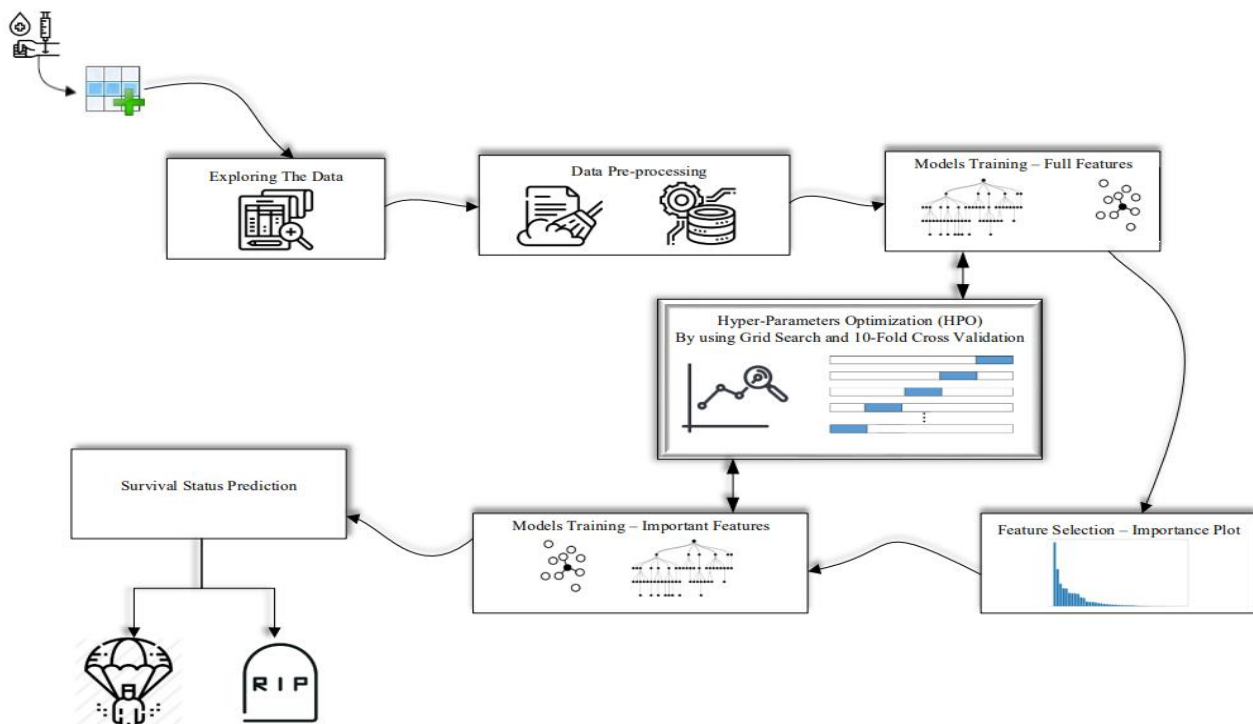 Exploring The Data
Data Pre-processing
Models Training – Full Features
Hyper-Parameters Optimization (HPO)
By using Grid Search and 10-Fold Cross Validation
Survival Status Prediction
Models Training – Important Features
Feature Selection – Importance Plot
RIP